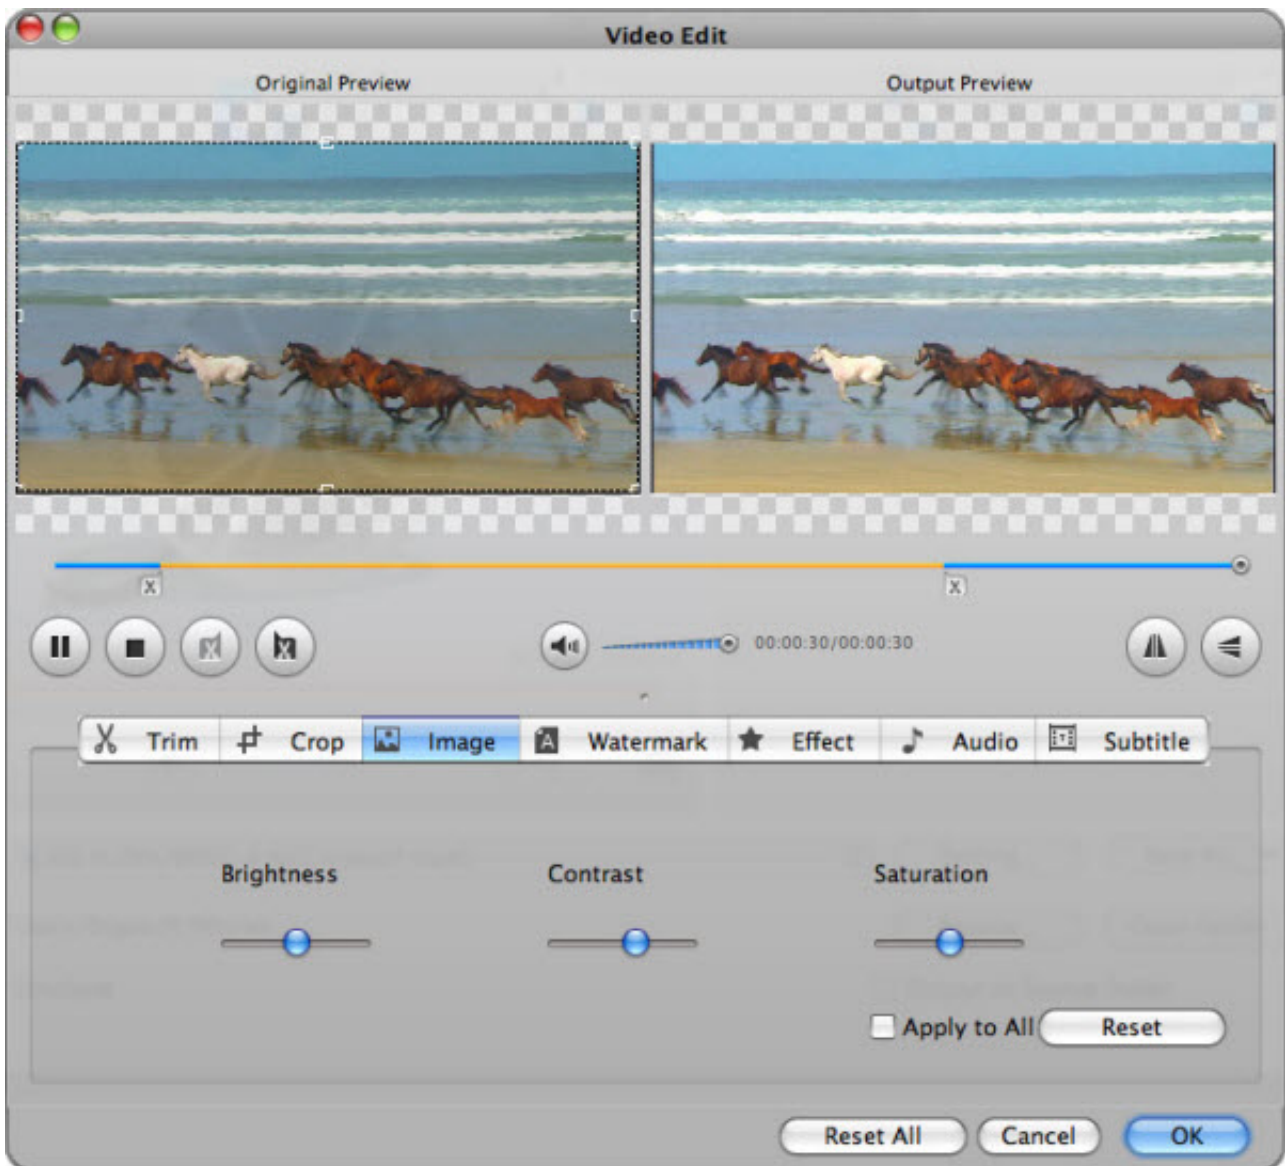 Video Edit
Original Preview
Output Preview
00:00:30/00:00:30
Trim
Crop
Image
Watermark
Effect
Audio
Subtitle
Brightness
Contrast
Saturation
Apply to All
Reset
Reset All
Cancel
OK